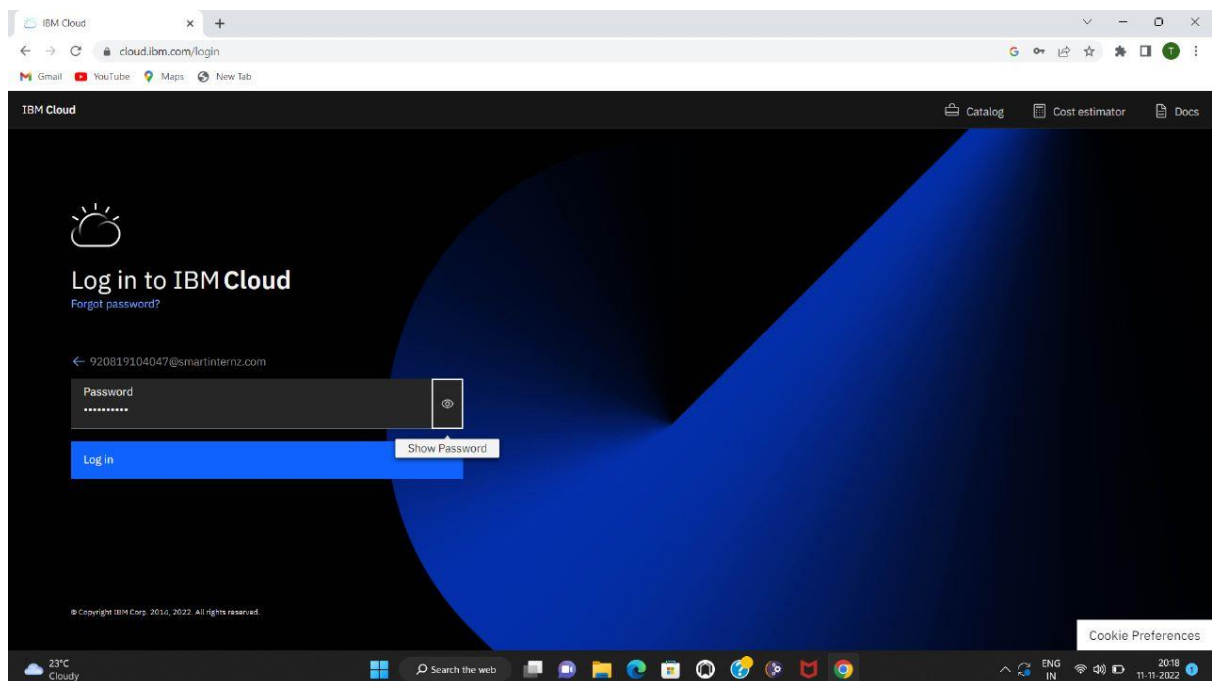 IBM Cloud
cloud.ibm.com/login
G
T
Gmail YouTube Maps New Tab
IBM Cloud Catalog Cost estimator Docs
Log in to IBM Cloud
Forgot password?
920819104047@smartinternz.com
Password
••••••••••
Show Password
Log in
© Copyright IBM Corp. 2014, 2022. All rights reserved.
Cookie Preferences
23°C
Cloudy
Search the web
ENG
IN
20:18
11-11-2022
1